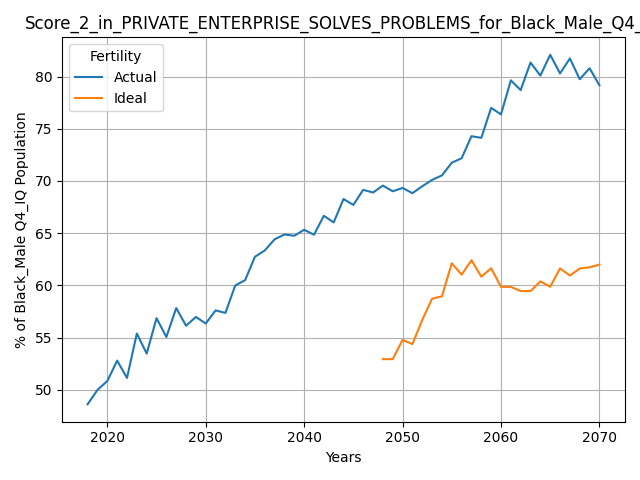 Score_2_in_PRIVATE_ENTERPRISE_SOLVES_PROBLEMS_for_Black_Male_Q4_
Fertility
Actual
Ideal
% of Black_Male Q4_IQ Population
80
75
70
65
60
55
50
2020 2030 2040 2050 2060 2070
Years